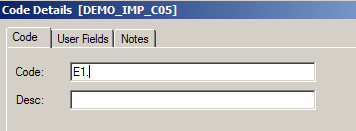 Code Details [DEMO_IMP_C05]
Code User Fields Notes
Code: E1.
Desc: